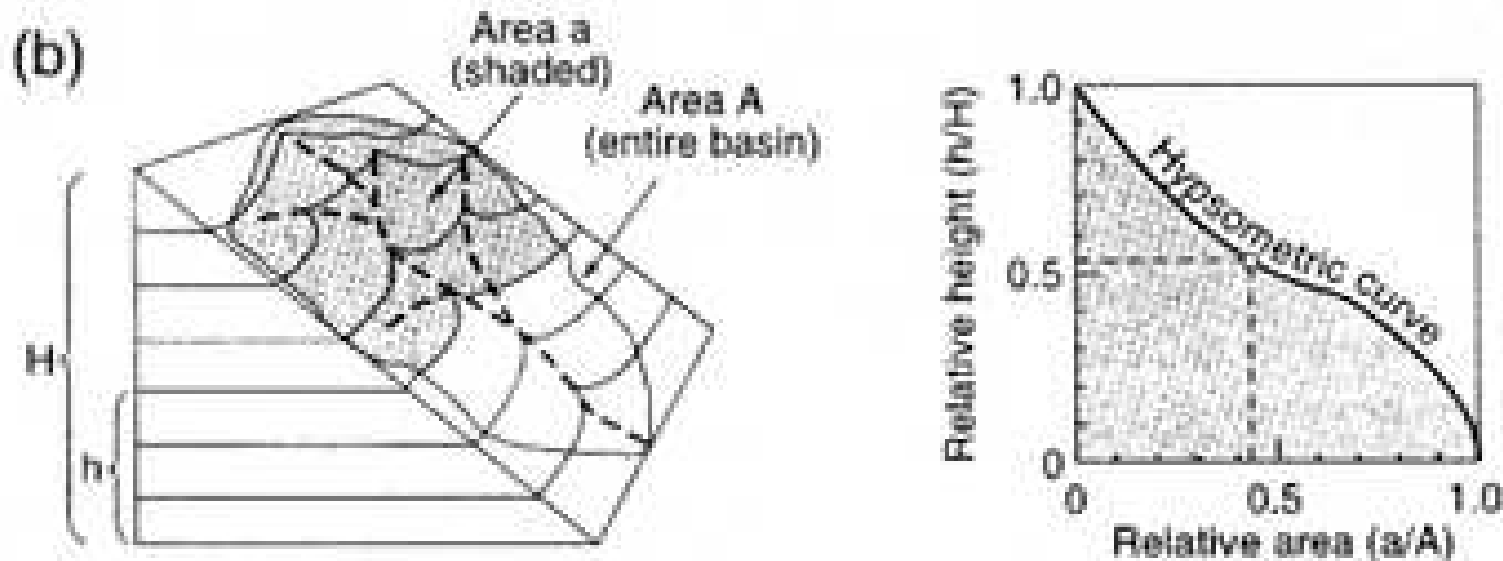 (b)
Area a
(shaded)
Area A
(entire basin)
H
h
Relative height (h/H)
1.0
0.5
0
Hypsometric curve
0
0.5
1.0
Relative area (a/A)